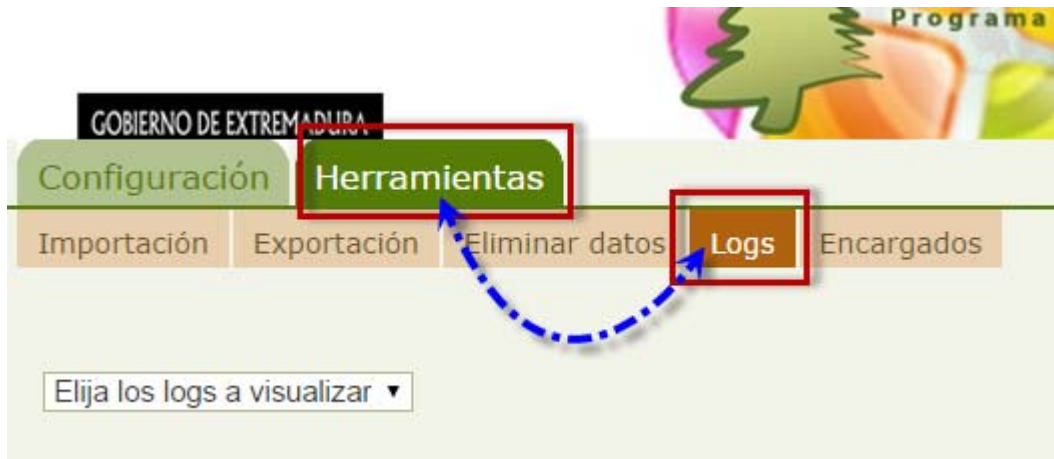 Programa
GOBIERNO DE EXTREMADURA
Configuración Herramientas
Importación Exportación Eliminar datos Logs Encargados
Elija los logs a visualizar